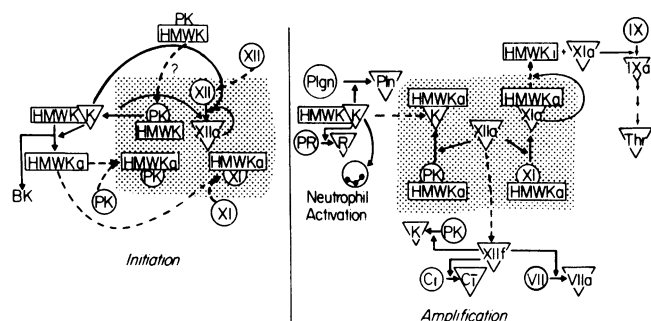 PK
HMWK
?
XII
XII
HMWK K
PK
HMWK
XIIa
HMWKa
HMWKa
PK
HMWKa
XI
BK
PK
XI
Initiation
Plgn
Pln
HMWK K
PR
R
Neutrophil
Activation
HMWKa
K
XIIa
PK
HMWKa
HMWKi + XIa
IX
IXa
Thr
HMWKa
XIa
XI
HMWKa
K
PK
XIIf
C1
C1̅
VII
VIIa
Amplification